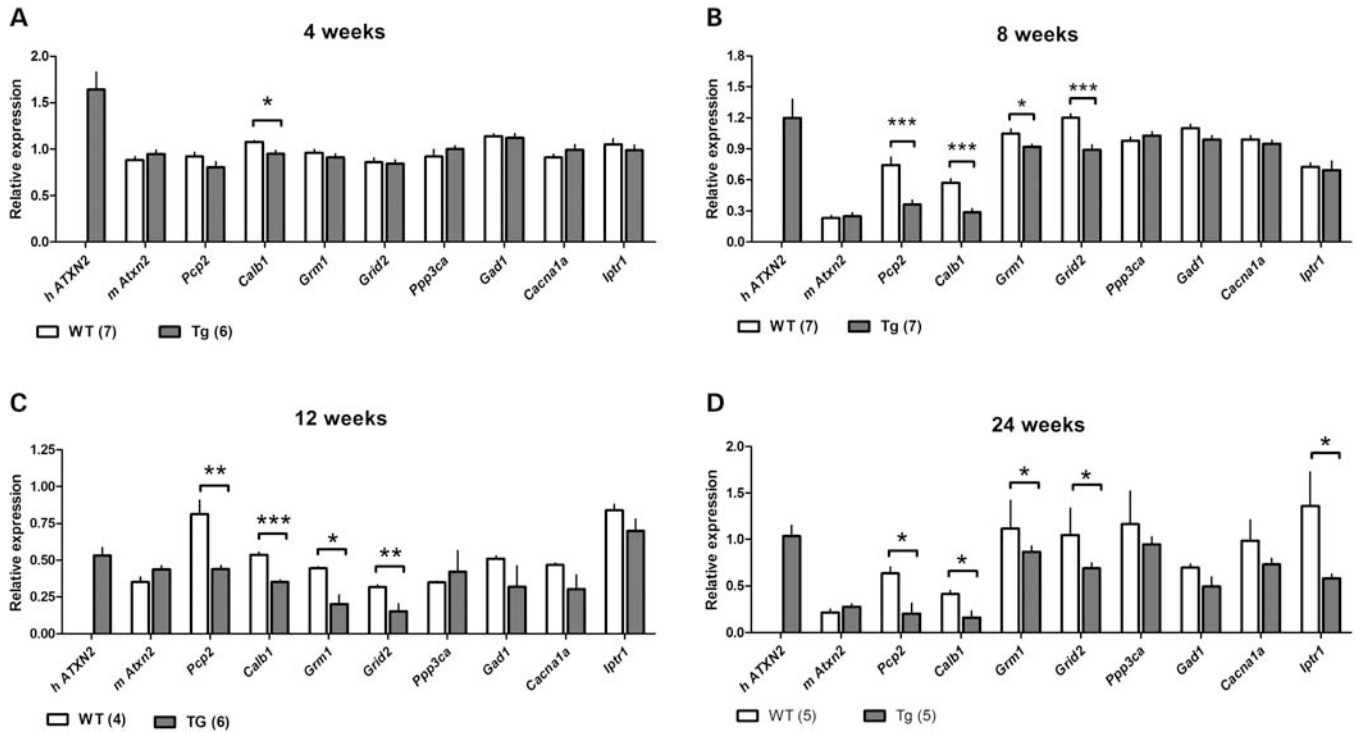 A
4 weeks
Relative expression
2.0
1.5
1.0
0.5
0.0
*
h ATXN2
m Atxn2
Pcp2
Calb1
Grm1
Grid2
Ppp3ca
Gad1
Cacna1a
Iptr1
WT (7)
Tg (6)
B
8 weeks
Relative expression
1.8
1.5
1.2
0.9
0.6
0.3
0.0
***
***
*
***
h ATXN2
m Atxn2
Pcp2
Calb1
Grm1
Grid2
Ppp3ca
Gad1
Cacna1a
Iptr1
WT (7)
Tg (7)
C
12 weeks
Relative expression
1.25
1.00
0.75
0.50
0.25
0.00
**
***
*
**
h ATXN2
m Atxn2
Pcp2
Calb1
Grm1
Grid2
Ppp3ca
Gad1
Cacna1a
Iptr1
WT (4)
TG (6)
D
24 weeks
Relative expression
2.0
1.5
1.0
0.5
0.0
*
*
*
*
*
h ATXN2
m Atxn2
Pcp2
Calb1
Grm1
Grid2
Ppp3ca
Gad1
Cacna1a
Iptr1
WT (5)
Tg (5)